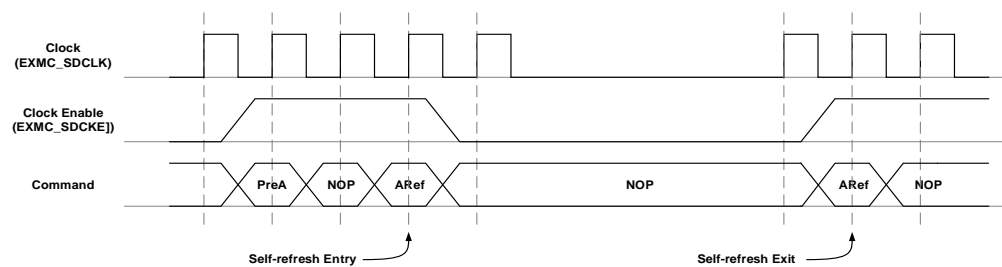 Clock
(EXMC_SDCLK)
Clock Enable
(EXMC_SDCKE])
Command
PreA NOP ARef NOP ARef NOP
Self-refresh Entry Self-refresh Exit